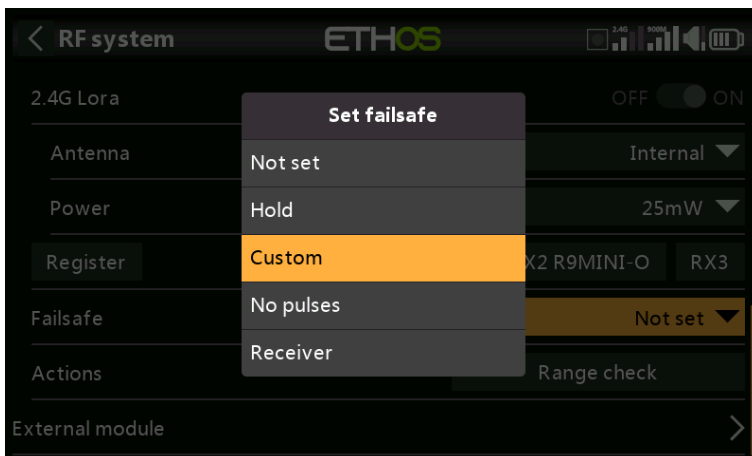 RF system
ETHOS
2.4G
900M
2.4G Lora
OFF ON
Set failsafe
Antenna
Internal
Not set
Power
25mW
Hold
Register
X2 R9MINI-O
RX3
Custom
Failsafe
Not set
No pulses
Actions
Range check
Receiver
External module